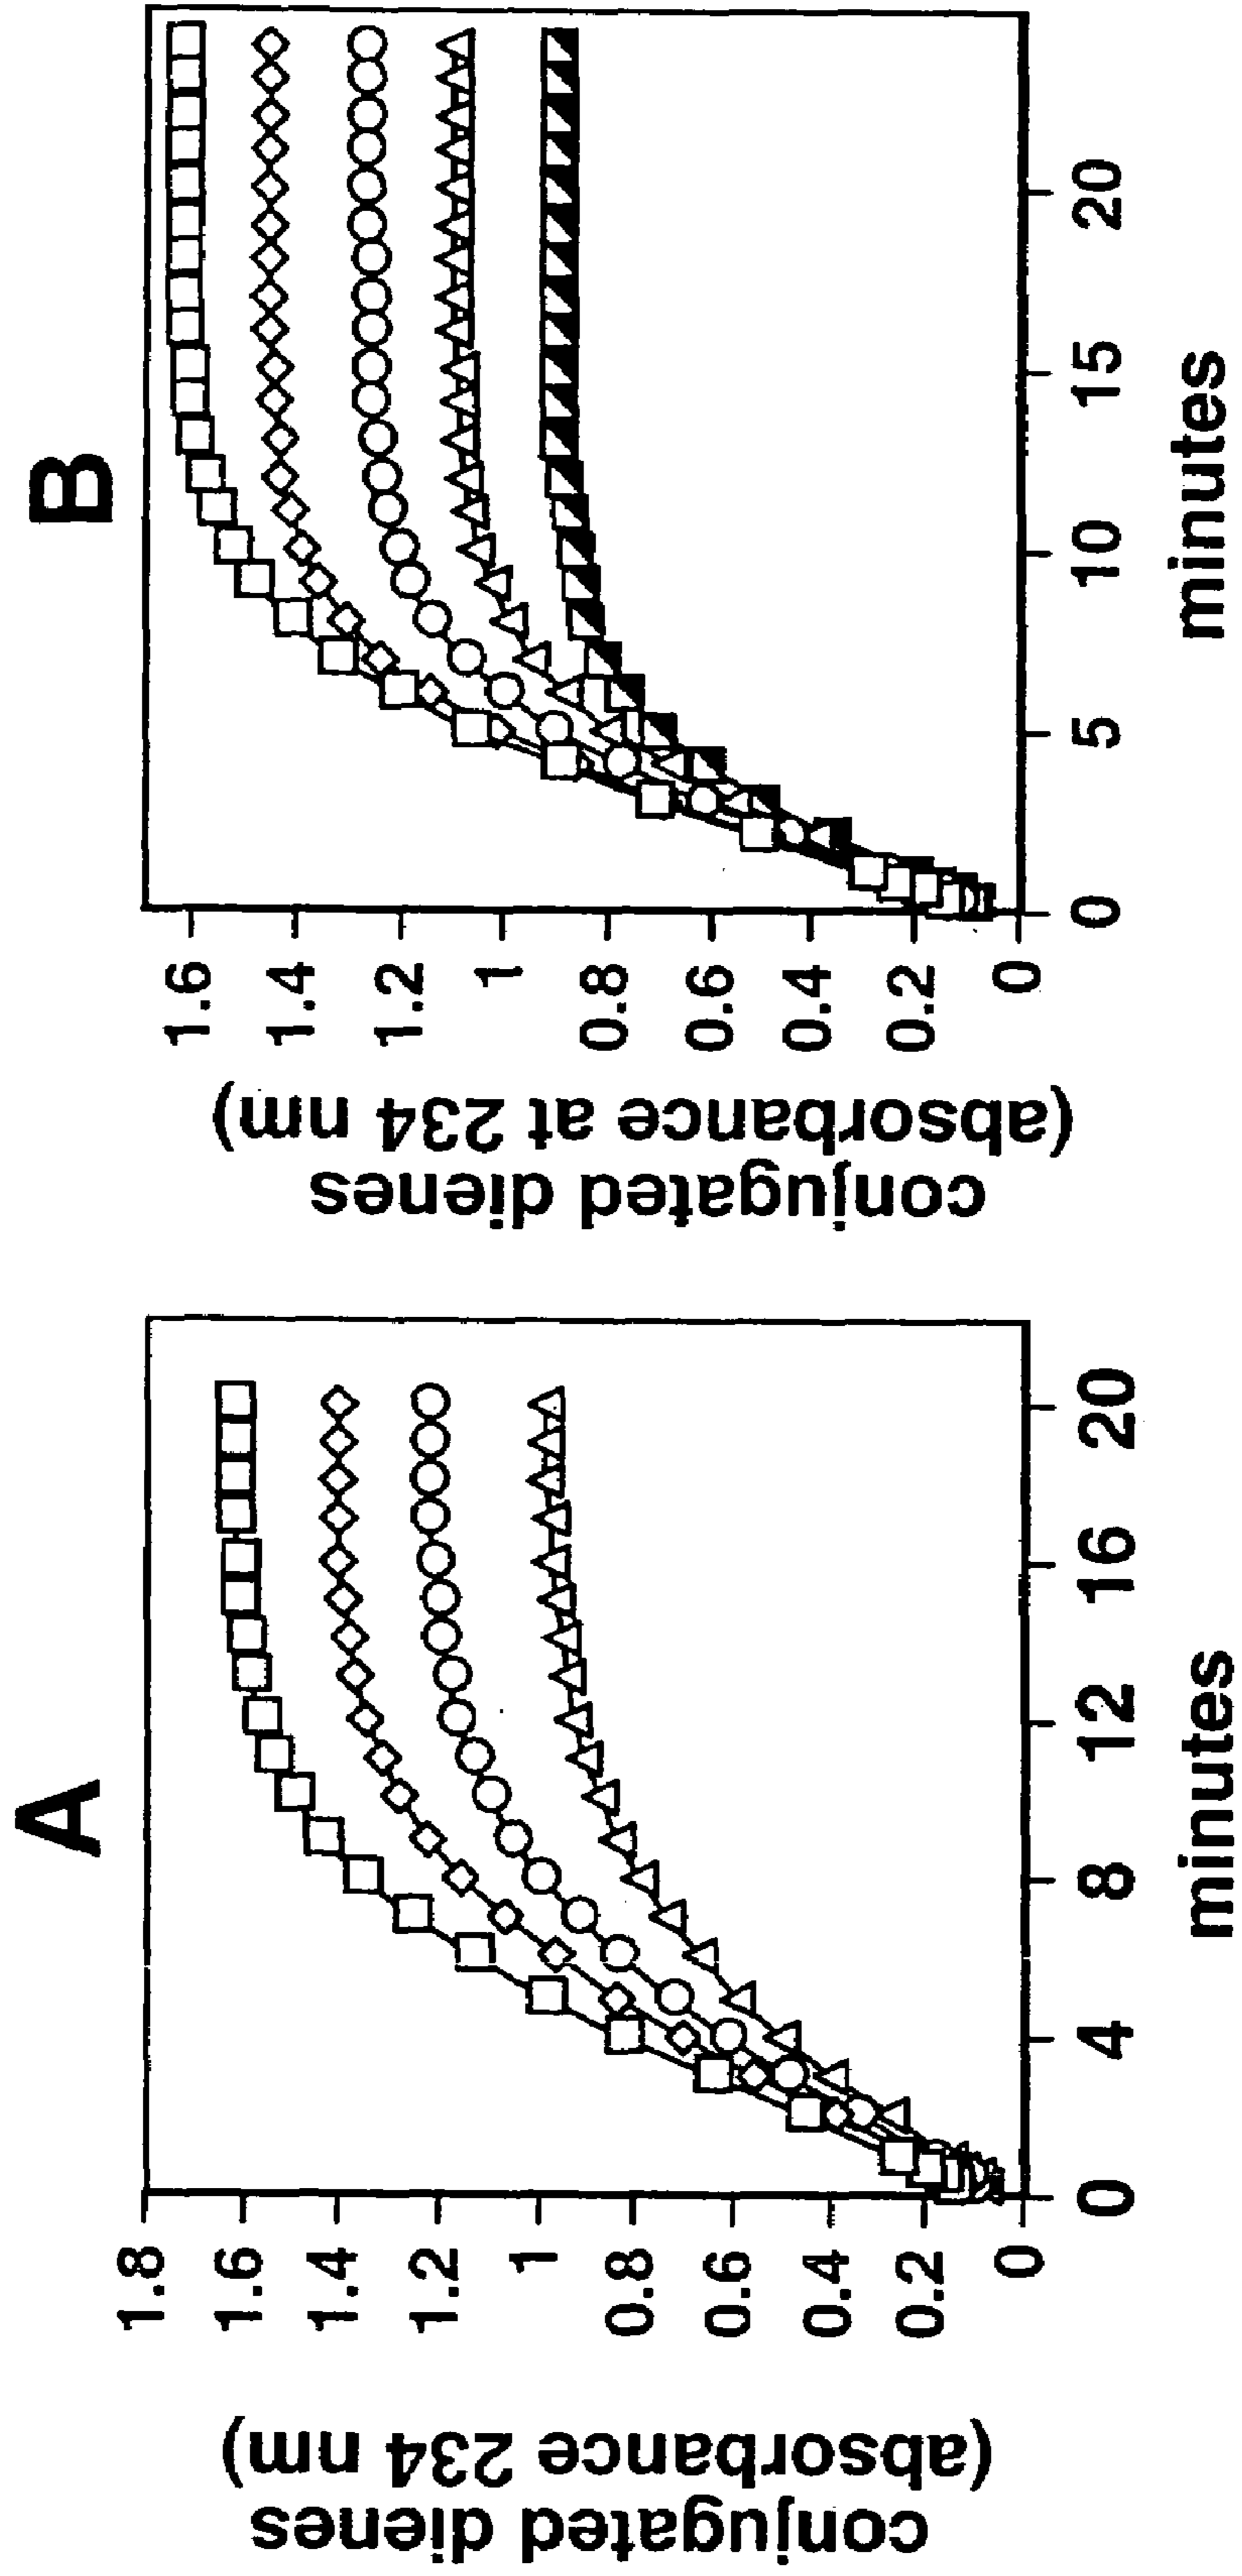 A
conjugated dienes
(absorbance 234 nm)
1.8
1.6
1.4
1.2
1
0.8
0.6
0.4
0.2
0
0 4 8 12 16 20
minutes
B
conjugated dienes
(absorbance at 234 nm)
1.6
1.4
1.2
1
0.8
0.6
0.4
0.2
0
0 5 10 15 20
minutes